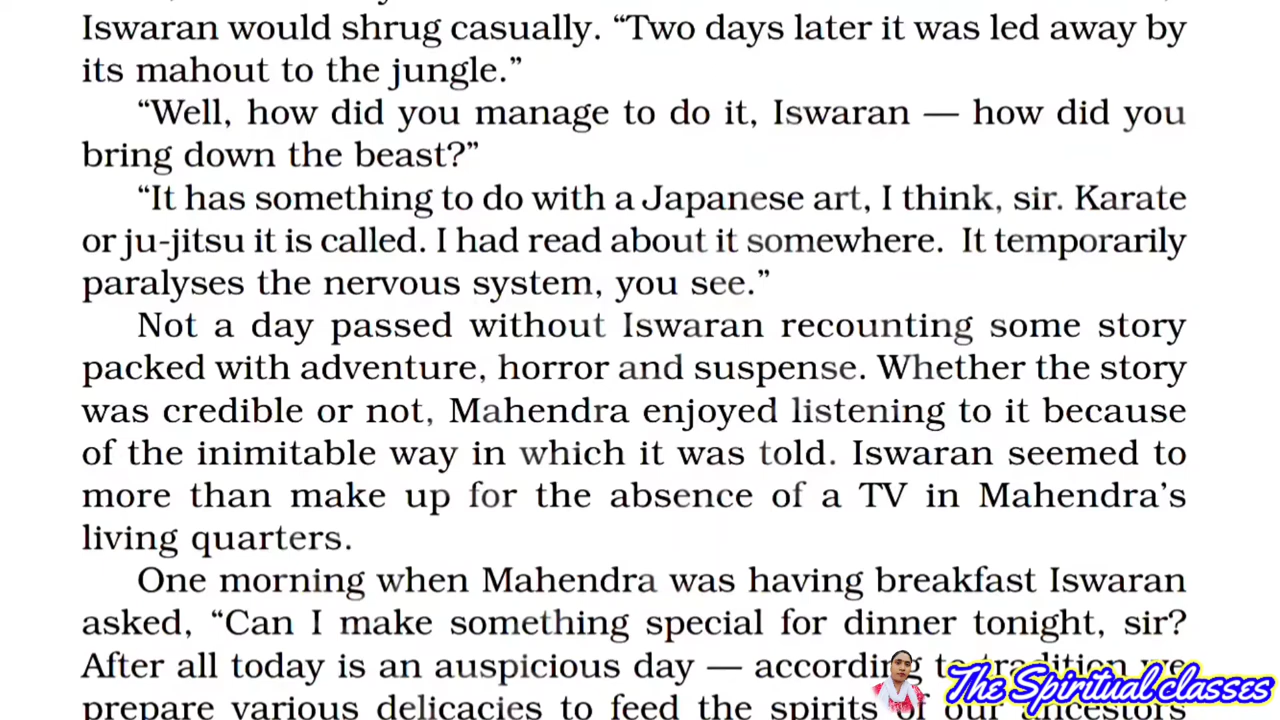 Iswaran would shrug casually. “Two days later it was led away by
its mahout to the jungle.”
“Well, how did you manage to do it, Iswaran — how did you
bring down the beast?”
“It has something to do with a Japanese art, I think, sir. Karate
or ju-jitsu it is called. I had read about it somewhere. It temporarily
paralyses the nervous system, you see.”
Not a day passed without Iswaran recounting some story
packed with adventure, horror and suspense. Whether the story
was credible or not, Mahendra enjoyed listening to it because
of the inimitable way in which it was told. Iswaran seemed to
more than make up for the absence of a TV in Mahendra’s
living quarters.
One morning when Mahendra was having breakfast Iswaran
asked, “Can I make something special for dinner tonight, sir?
After all today is an auspicious day — according to tradition we
prepare various delicacies to feed the spirits of our ancestors
The Spiritual classes